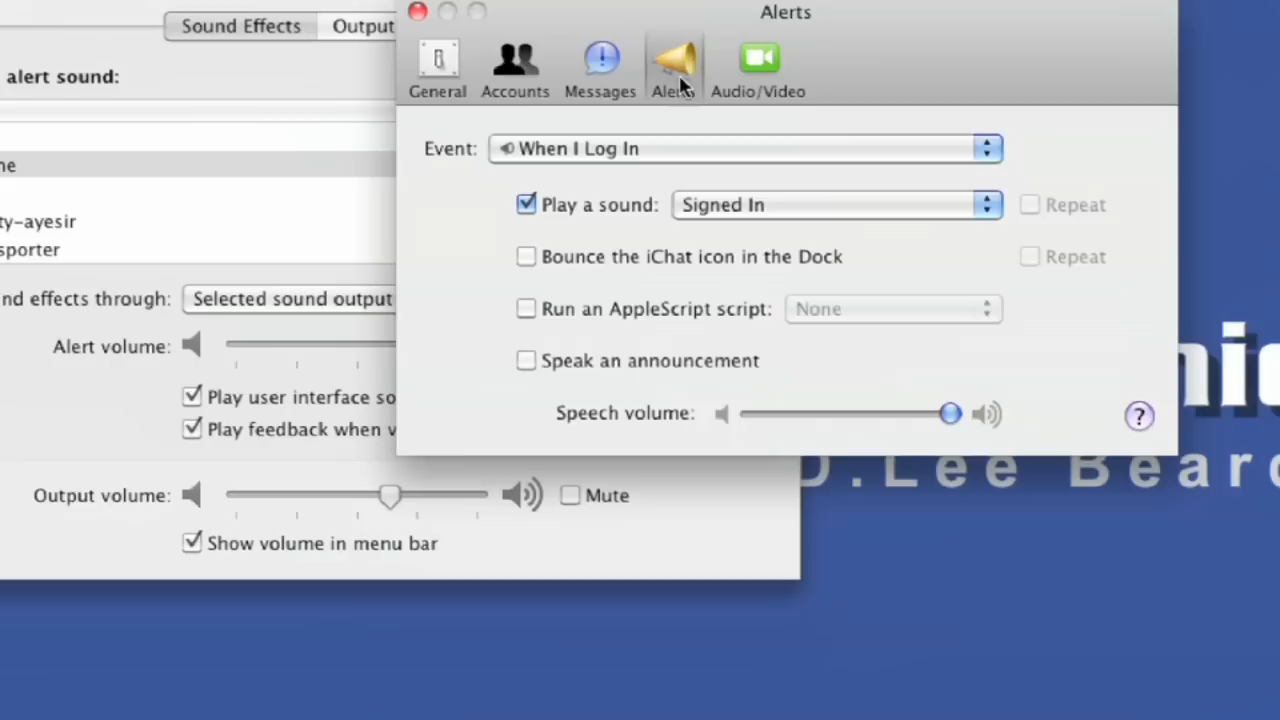 Alerts
Sound Effects
Output
General
Accounts
Messages
Audio/Video
alert sound:
Event:
When I Log In
Play a sound:
Signed In
Repeat
ty-ayesir
sporter
Bounce the iChat icon in the Dock
Repeat
nd effects through:
Selected sound output
Run an AppleScript script:
None
Alert volume:
Speak an announcement
Play user interface so
Speech volume:
?
Play feedback when v
D.Lee Beard
Output volume:
Mute
Show volume in menu bar